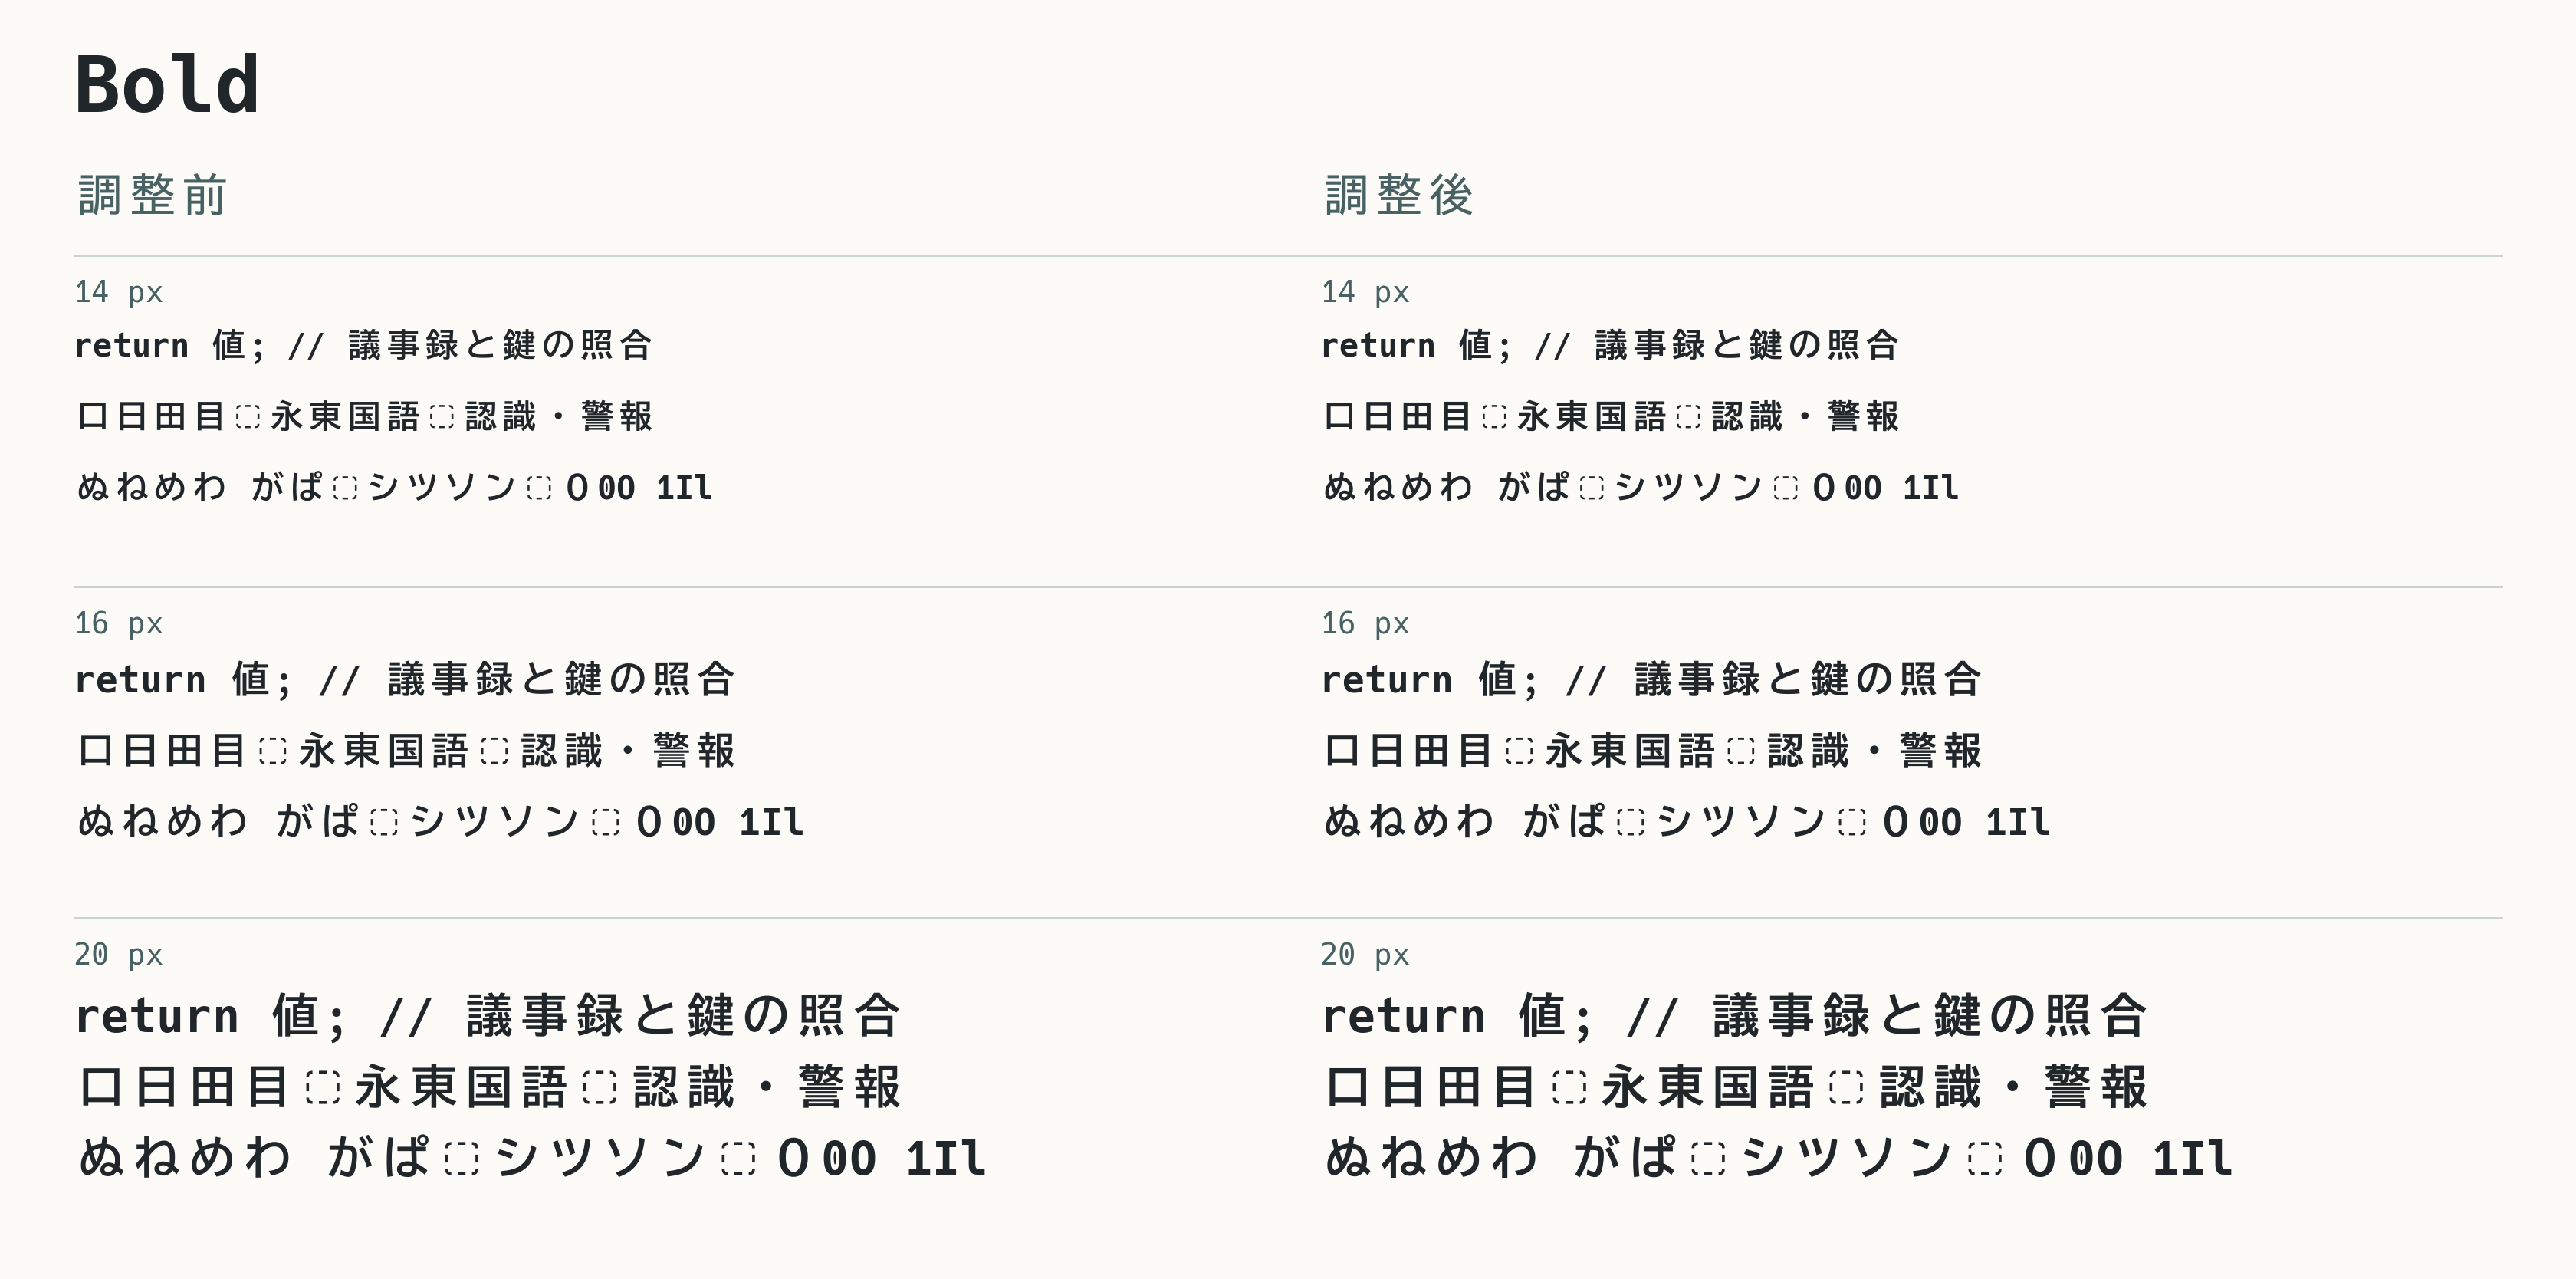 Bold
調整前
調整後
14 px
return 値; // 議事録と鍵の照合
口日田目　永東国語　認識・警報
ぬねめわ がぱ　シツソン　00O 1Il
14 px
return 値; // 議事録と鍵の照合
口日田目　永東国語　認識・警報
ぬねめわ がぱ　シツソン　00O 1Il
16 px
return 値; // 議事録と鍵の照合
口日田目　永東国語　認識・警報
ぬねめわ がぱ　シツソン　00O 1Il
16 px
return 値; // 議事録と鍵の照合
口日田目　永東国語　認識・警報
ぬねめわ がぱ　シツソン　00O 1Il
20 px
return 値; // 議事録と鍵の照合
口日田目　永東国語　認識・警報
ぬねめわ がぱ　シツソン　00O 1Il
20 px
return 値; // 議事録と鍵の照合
口日田目　永東国語　認識・警報
ぬねめわ がぱ　シツソン　00O 1Il